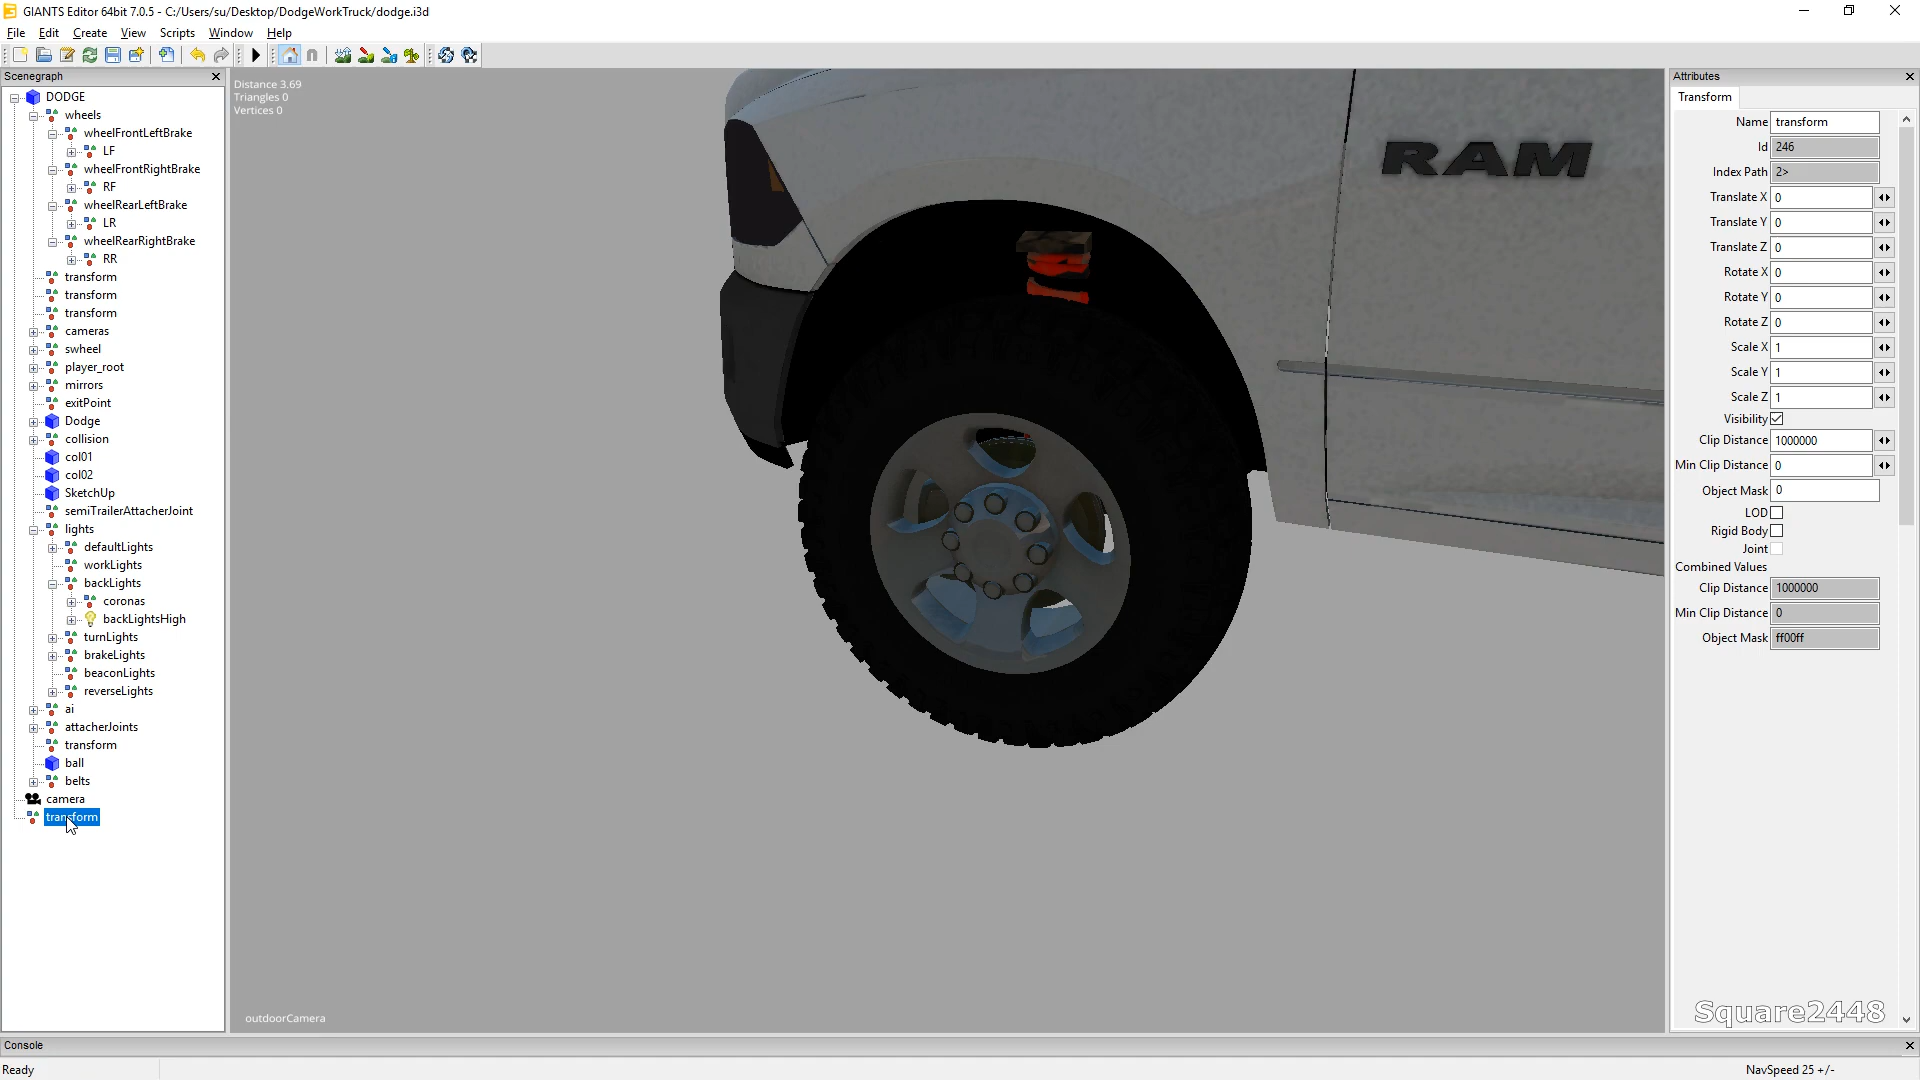 GIANTS Editor 64bit 7.0.5 - C:/Users/su/Desktop/DodgeWorkTruck/dodge.i3d
File Edit Create View Scripts Window Help
Scenegraph
DODGE
wheels
wheelFrontLeftBrake
LF
wheelFrontRightBrake
RF
wheelRearLeftBrake
LR
wheelRearRightBrake
RR
transform
transform
transform
cameras
swheel
player_root
mirrors
exitPoint
Dodge
collision
col01
col02
SketchUp
semiTrailerAttacherJoint
lights
defaultLights
workLights
backLights
coronas
backLightsHigh
turnLights
brakeLights
beaconLights
reverseLights
ai
attacherJoints
transform
ball
belts
camera
transform
Distance 3.69
Triangles 0
Vertices 0
RAM
outdoorCamera
Attributes
Transform
Name transform
Id 246
Index Path 2>
Translate X 0
Translate Y 0
Translate Z 0
Rotate X 0
Rotate Y 0
Rotate Z 0
Scale X 1
Scale Y 1
Scale Z 1
Visibility
Clip Distance 1000000
Min Clip Distance 0
Object Mask 0
LOD
Rigid Body
Joint
Combined Values
Clip Distance 1000000
Min Clip Distance 0
Object Mask ff00ff
Square2448
Console
Ready
NavSpeed 25 +/-